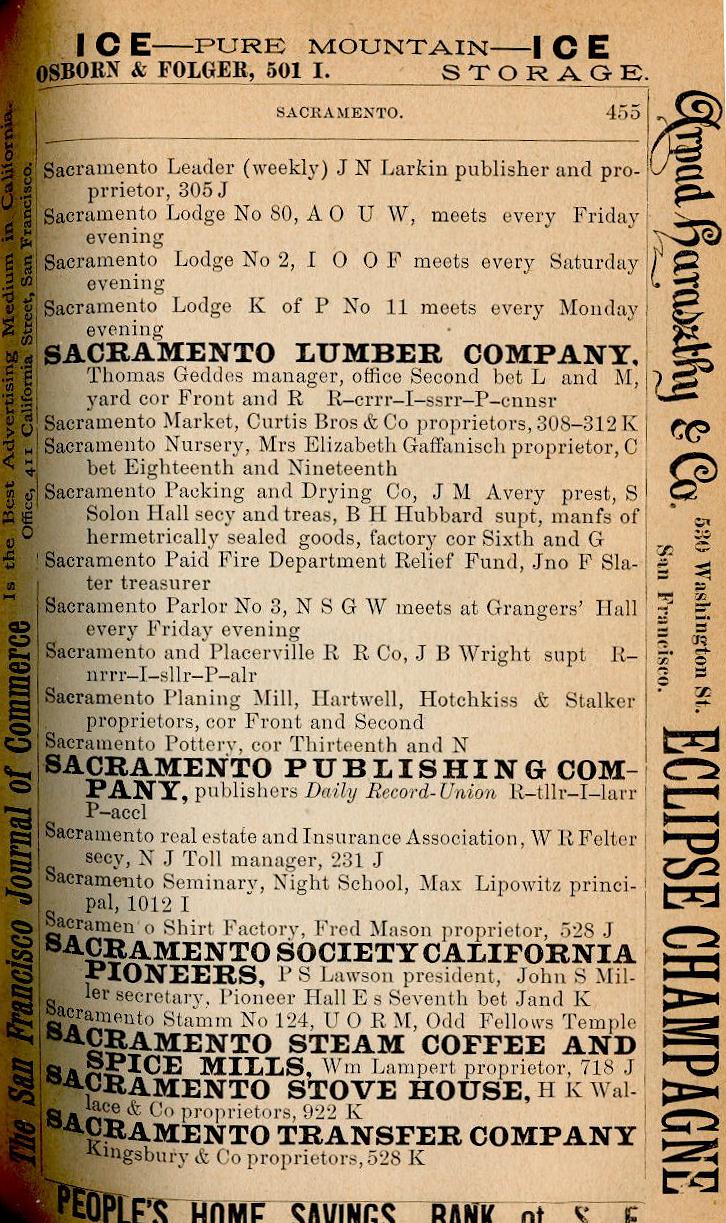 ICE—PURE MOUNTAIN—ICE
OSBORN & FOLGER, 501 I. STORAGE.
SACRAMENTO. 455
Sacramento Leader (weekly) J N Larkin publisher and pro-
prrietor, 305 J
Sacramento Lodge No 80, A O U W, meets every Friday
evening
Sacramento Lodge No 2, I O O F meets every Saturday
evening
Sacramento Lodge K of P No 11 meets every Monday
evening
SACRAMENTO LUMBER COMPANY,
Thomas Geddes manager, office Second bet L and M,
yard cor Front and R R–crrr–I–ssrr–P–cnnsr
Sacramento Market, Curtis Bros & Co proprietors, 308–312 K
Sacramento Nursery, Mrs Elizabeth Gaffanisch proprietor, C
bet Eighteenth and Nineteenth
Sacramento Packing and Drying Co, J M Avery prest, S
Solon Hall secy and treas, B H Hubbard supt, manfs of
hermetrically sealed goods, factory cor Sixth and G
Sacramento Paid Fire Department Relief Fund, Jno F Sla-
ter treasurer
Sacramento Parlor No 3, N S G W meets at Grangers' Hall
every Friday evening
Sacramento and Placerville R R Co, J B Wright supt R–
nrrr–I–sllr–P–alr
Sacramento Planing Mill, Hartwell, Hotchkiss & Stalker
proprietors, cor Front and Second
Sacramento Pottery, cor Thirteenth and N
SACRAMENTO PUBLISHING COM-
PANY, publishers Daily Record-Union R–tllr–I–larr
P–accl
Sacramento real estate and Insurance Association, W R Felter
secy, N J Toll manager, 231 J
Sacramento Seminary, Night School, Max Lipowitz princi-
pal, 1012 I
Sacramen o Shirt Factory, Fred Mason proprietor, 528 J
SACRAMENTO SOCIETY CALIFORNIA
PIONEERS, P S Lawson president, John S Mil-
ler secretary, Pioneer Hall E s Seventh bet J and K
Sacramento Stamm No 124, U O R M, Odd Fellows Temple
SACRAMENTO STEAM COFFEE AND
SPICE MILLS, Wm Lampert proprietor, 718 J
SACRAMENTO STOVE HOUSE, H K Wal-
lace & Co proprietors, 922 K
SACRAMENTO TRANSFER COMPANY
Kingsbury & Co proprietors, 528 K
PEOPLE'S HOME SAVINGS BANK of S. F
The San Francisco Journal of Commerce Is the Best Advertising Medium in California.
Office, 411 California Street, San Francisco.
Arpad Haraszthy & Co. 530 Washington St. ECLIPSE CHAMPAGNE
San Francisco.